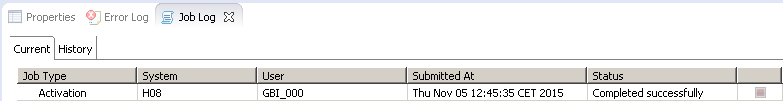 Properties Error Log Job Log
Current History
Job Type System User Submitted At Status
Activation H08 GBI_000 Thu Nov 05 12:45:35 CET 2015 Completed successfully